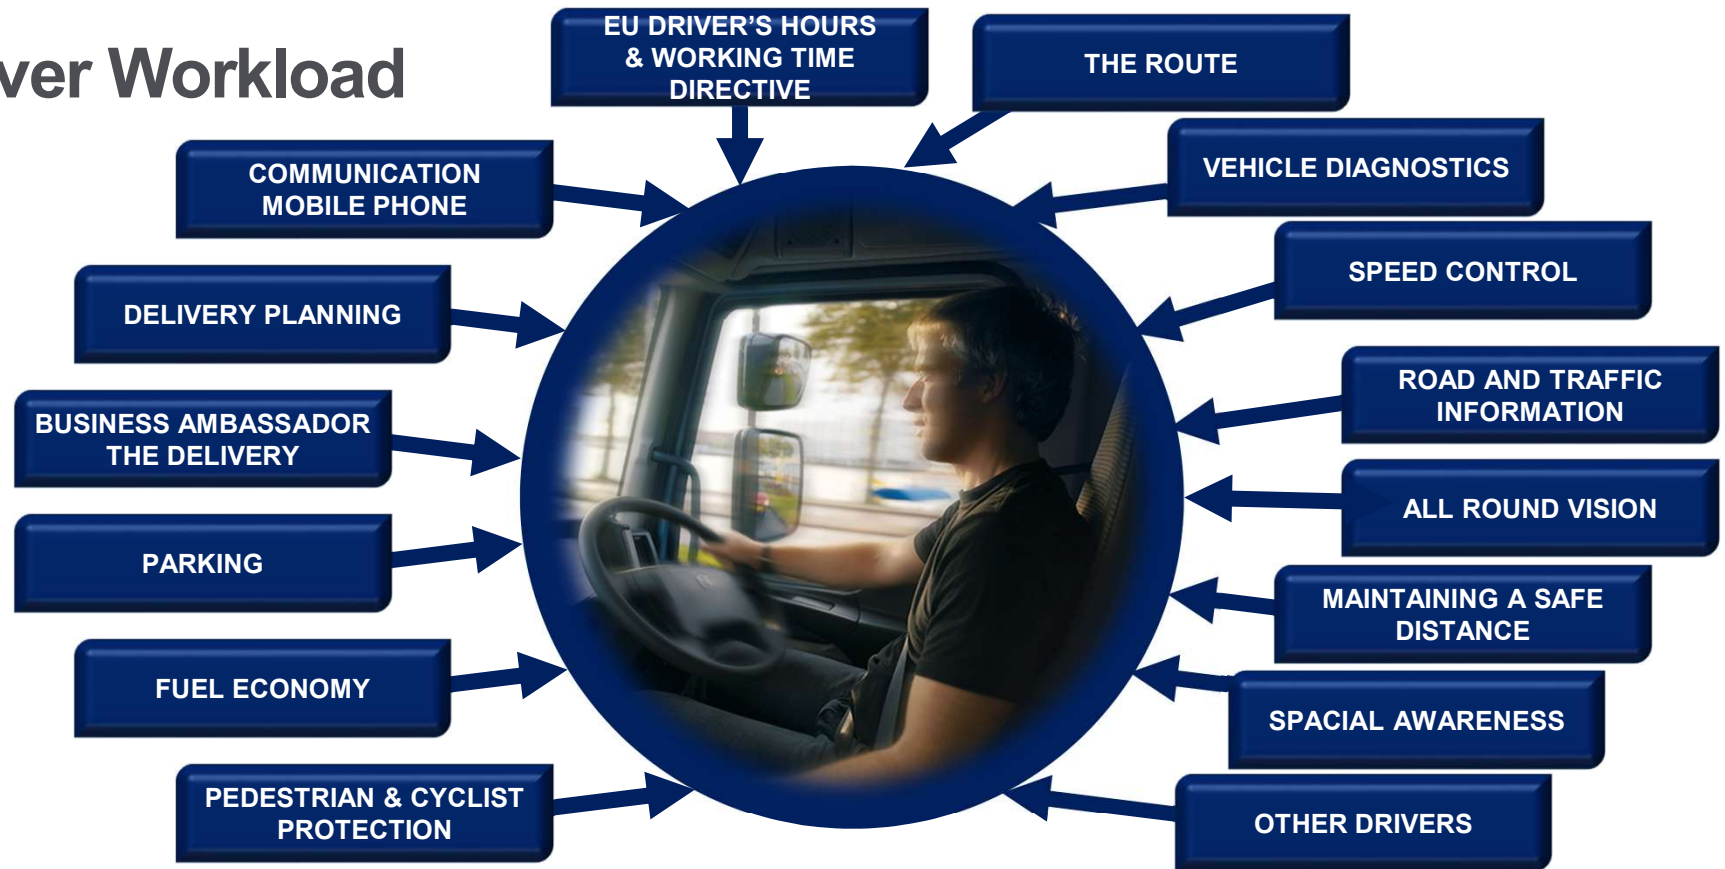 ver Workload
EU DRIVER’S HOURS
& WORKING TIME
DIRECTIVE
THE ROUTE
COMMUNICATION
MOBILE PHONE
VEHICLE DIAGNOSTICS
SPEED CONTROL
DELIVERY PLANNING
ROAD AND TRAFFIC
INFORMATION
BUSINESS AMBASSADOR
THE DELIVERY
ALL ROUND VISION
PARKING
MAINTAINING A SAFE
DISTANCE
FUEL ECONOMY
SPACIAL AWARENESS
PEDESTRIAN & CYCLIST
PROTECTION
OTHER DRIVERS